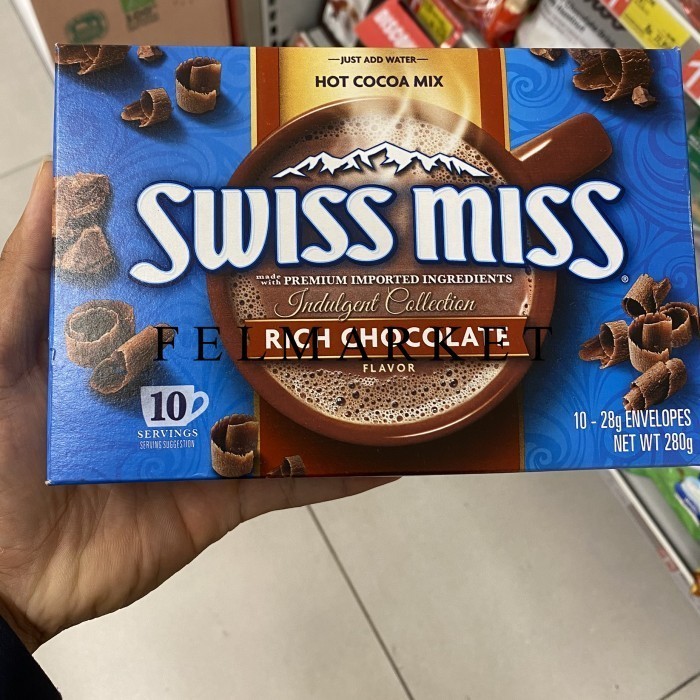 JUST ADD WATER
HOT COCOA MIX
SWISS MISS®
made with PREMIUM IMPORTED INGREDIENTS
Indulgent Collection
RICH CHOCOLATE
FLAVOR
FELMARKET
10
SERVINGS
SERVING SUGGESTION
10 - 28g ENVELOPES
NET WT 280g